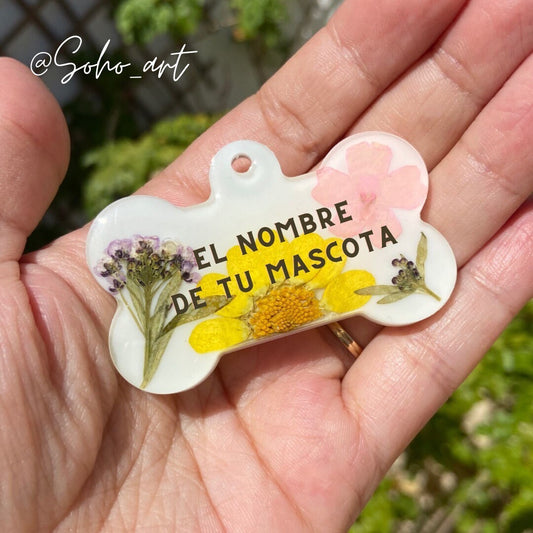 @Soho_art
EL NOMBRE
DE TU MASCOTA